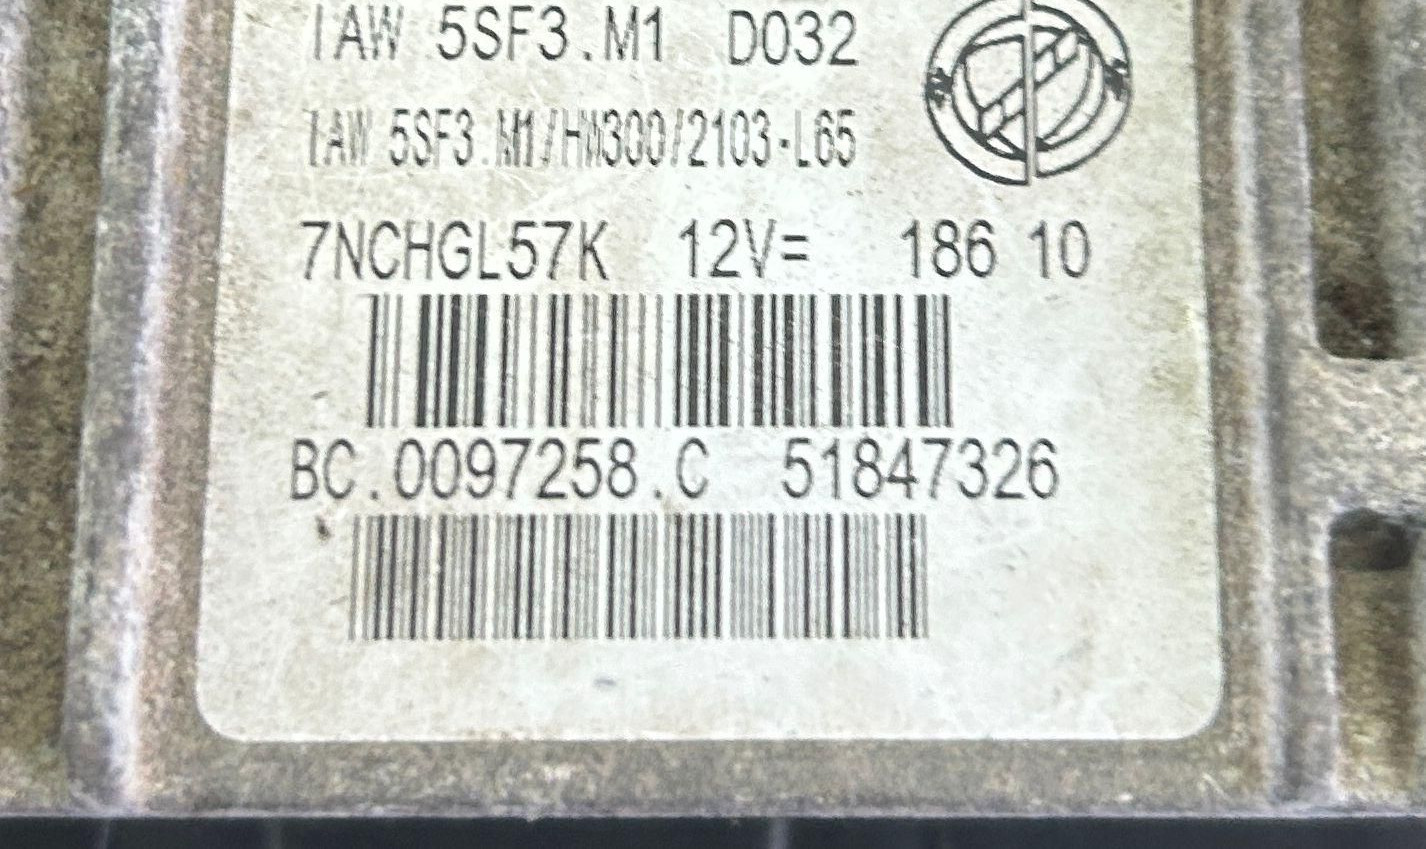 IAW 5SF3.M1 D032
IAW 5SF3.M1/HW300/2103-L65
7NCHGL57K 12V= 186 10
BC.0097258.C 51847326